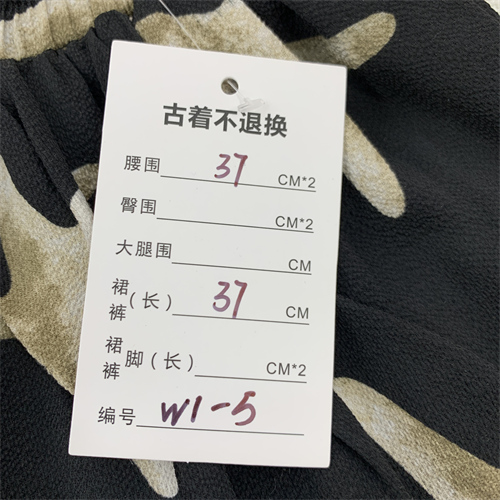 古着不退换
腰围 37 CM*2
臀围 CM*2
大腿围 CM
裙裤(长) 37 CM
裙裤脚(长) CM*2
编号 W1-5